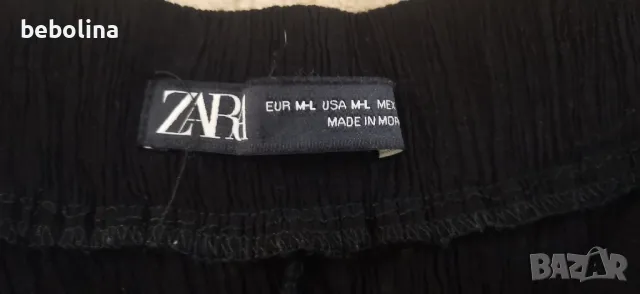 bebolina
ZARA
EUR M-L USA M-L MEX
MADE IN MOR
BAZAR